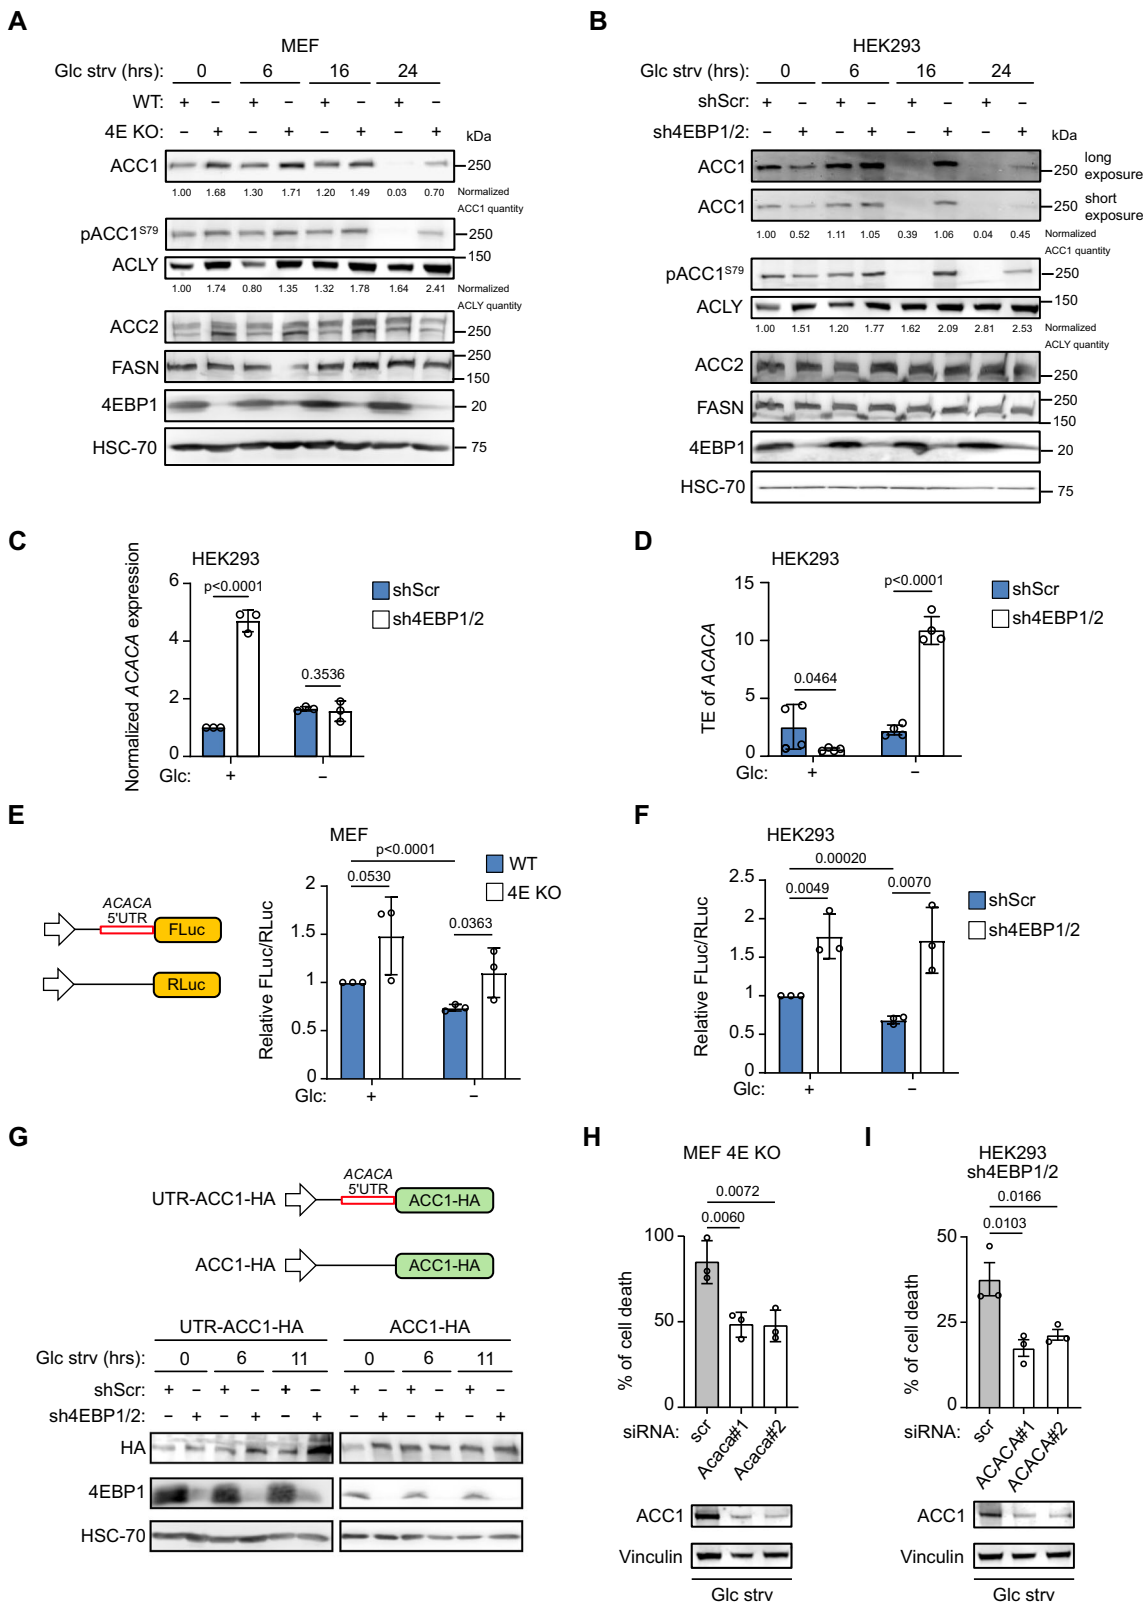 A
MEF
Glc strv (hrs): 0 6 16 24
WT: + − + − + − + −
4E KO: − + − + − + − +
kDa
ACC1 250
1.00 1.68 1.30 1.71 1.20 1.49 0.03 0.70 Normalized
ACC1 quantity
pACC1S79 250
150
ACLY
1.00 1.74 0.80 1.35 1.32 1.78 1.64 2.41 Normalized
ACLY quantity
ACC2 250
FASN 250
150
4EBP1 20
HSC-70 75
B
HEK293
Glc strv (hrs): 0 6 16 24
shScr: + − + − + − + −
sh4EBP1/2: − + − + − + − +
kDa
ACC1 250 long
exposure
ACC1 250 short
exposure
1.00 0.52 1.11 1.05 0.39 1.06 0.04 0.45 Normalized
ACC1 quantity
pACC1S79 250
ACLY 150
1.00 1.51 1.20 1.77 1.62 2.09 2.81 2.53 Normalized
ACLY quantity
ACC2 250
FASN 250
150
4EBP1 20
HSC-70 75
C
HEK293
Normalized ACACA expression
6
4
2
0
p<0.0001
0.3536
shScr
sh4EBP1/2
Glc: + −
D
HEK293
TE of ACACA
15
10
5
0
0.0464
p<0.0001
shScr
sh4EBP1/2
Glc: + −
E
ACACA
5'UTR
FLuc
RLuc
MEF
Relative FLuc/RLuc
2
1.5
1
0.5
0
p<0.0001
0.0530
0.0363
WT
4E KO
Glc: + −
F
HEK293
Relative FLuc/RLuc
2.5
2
1.5
1
0.5
0
0.00020
0.0049
0.0070
shScr
sh4EBP1/2
Glc: + −
G
ACACA
5'UTR
UTR-ACC1-HA ACC1-HA
ACC1-HA ACC1-HA
UTR-ACC1-HA ACC1-HA
Glc strv (hrs): 0 6 11 0 6 11
shScr: + − + − + − + − + − + −
sh4EBP1/2: − + − + − + − + − + − +
HA
4EBP1
HSC-70
H
MEF 4E KO
% of cell death
100
50
0
0.0072
0.0060
siRNA: scr Acaca#1 Acaca#2
ACC1
Vinculin
Glc strv
I
HEK293
sh4EBP1/2
% of cell death
50
25
0
0.0166
0.0103
siRNA: scr ACACA#1 ACACA#2
ACC1
Vinculin
Glc strv